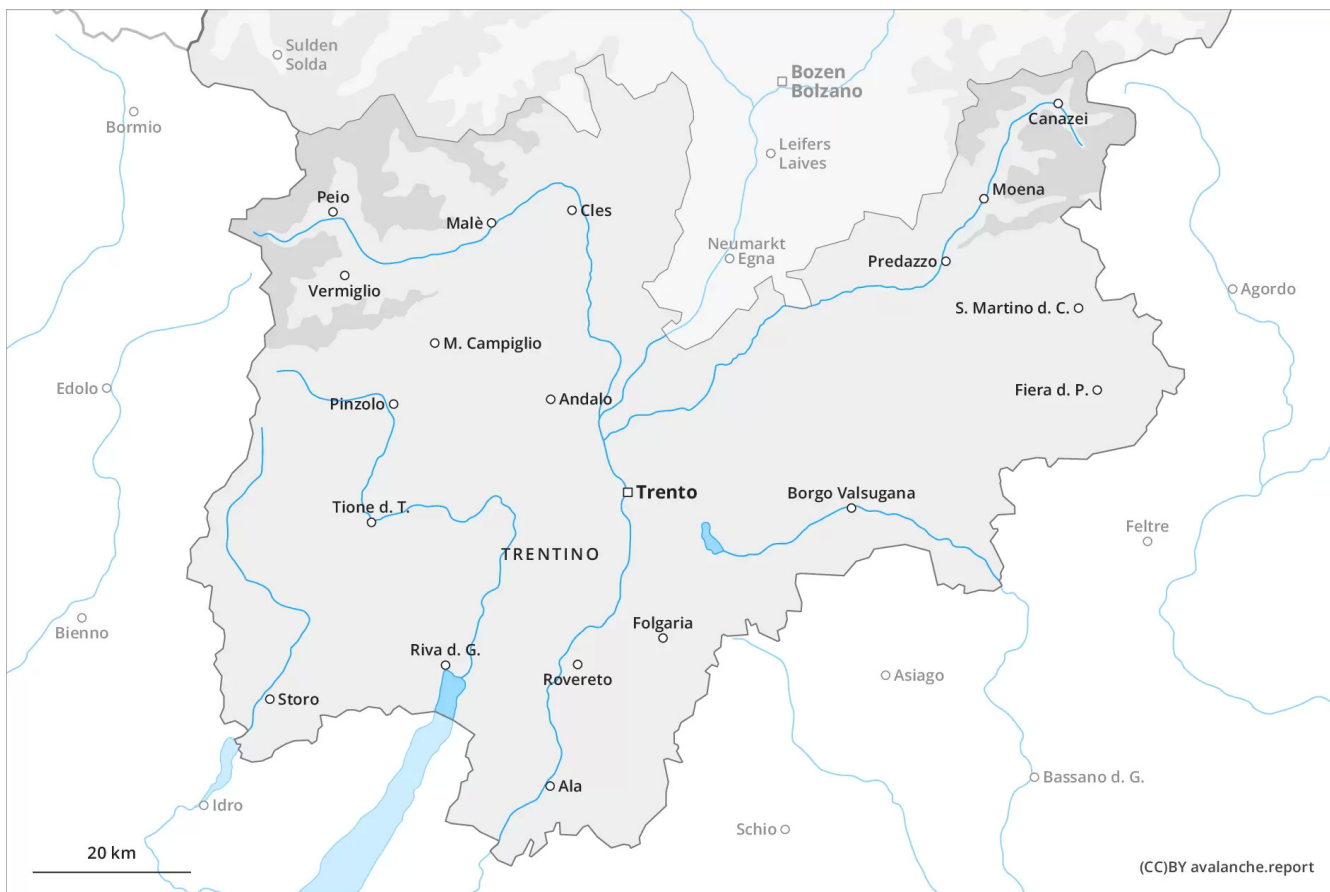 Sulden
Solda
Bozen
Bolzano
Bormio
Canazei
Leifers
Laives
Peio
Moena
Malè
Cles
Neumarkt
Egna
Predazzo
Vermiglio
Agordo
S. Martino d. C.
M. Campiglio
Edolo
Fiera d. P.
Pinzolo
Andalo
Trento
Borgo Valsugana
Tione d. T.
Feltre
TRENTINO
Bienno
Folgaria
Riva d. G.
Asiago
Rovereto
Storo
Bassano d. G.
Ala
Idro
Schio
20 km
(CC)BY avalanche.report